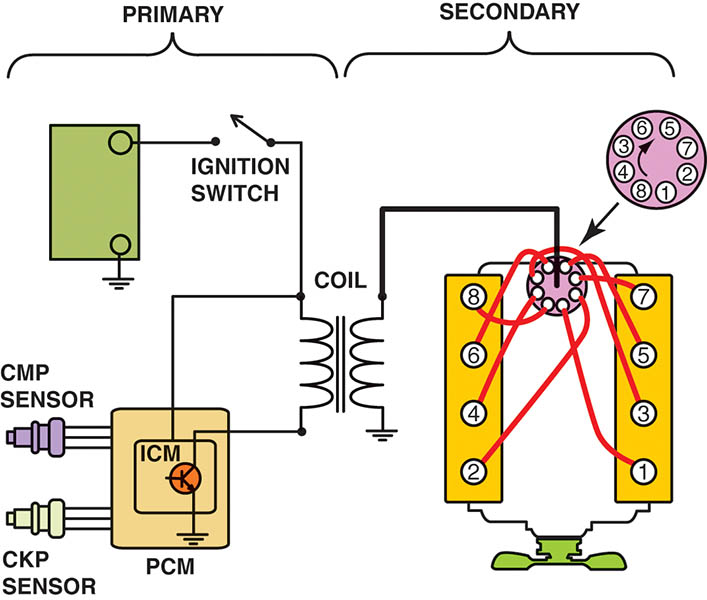 PRIMARY
SECONDARY
IGNITION
SWITCH
6 5
3 7
4 2
8 1
COIL
8 7
6 5
4 3
2 1
CMP
SENSOR
ICM
PCM
CKP
SENSOR